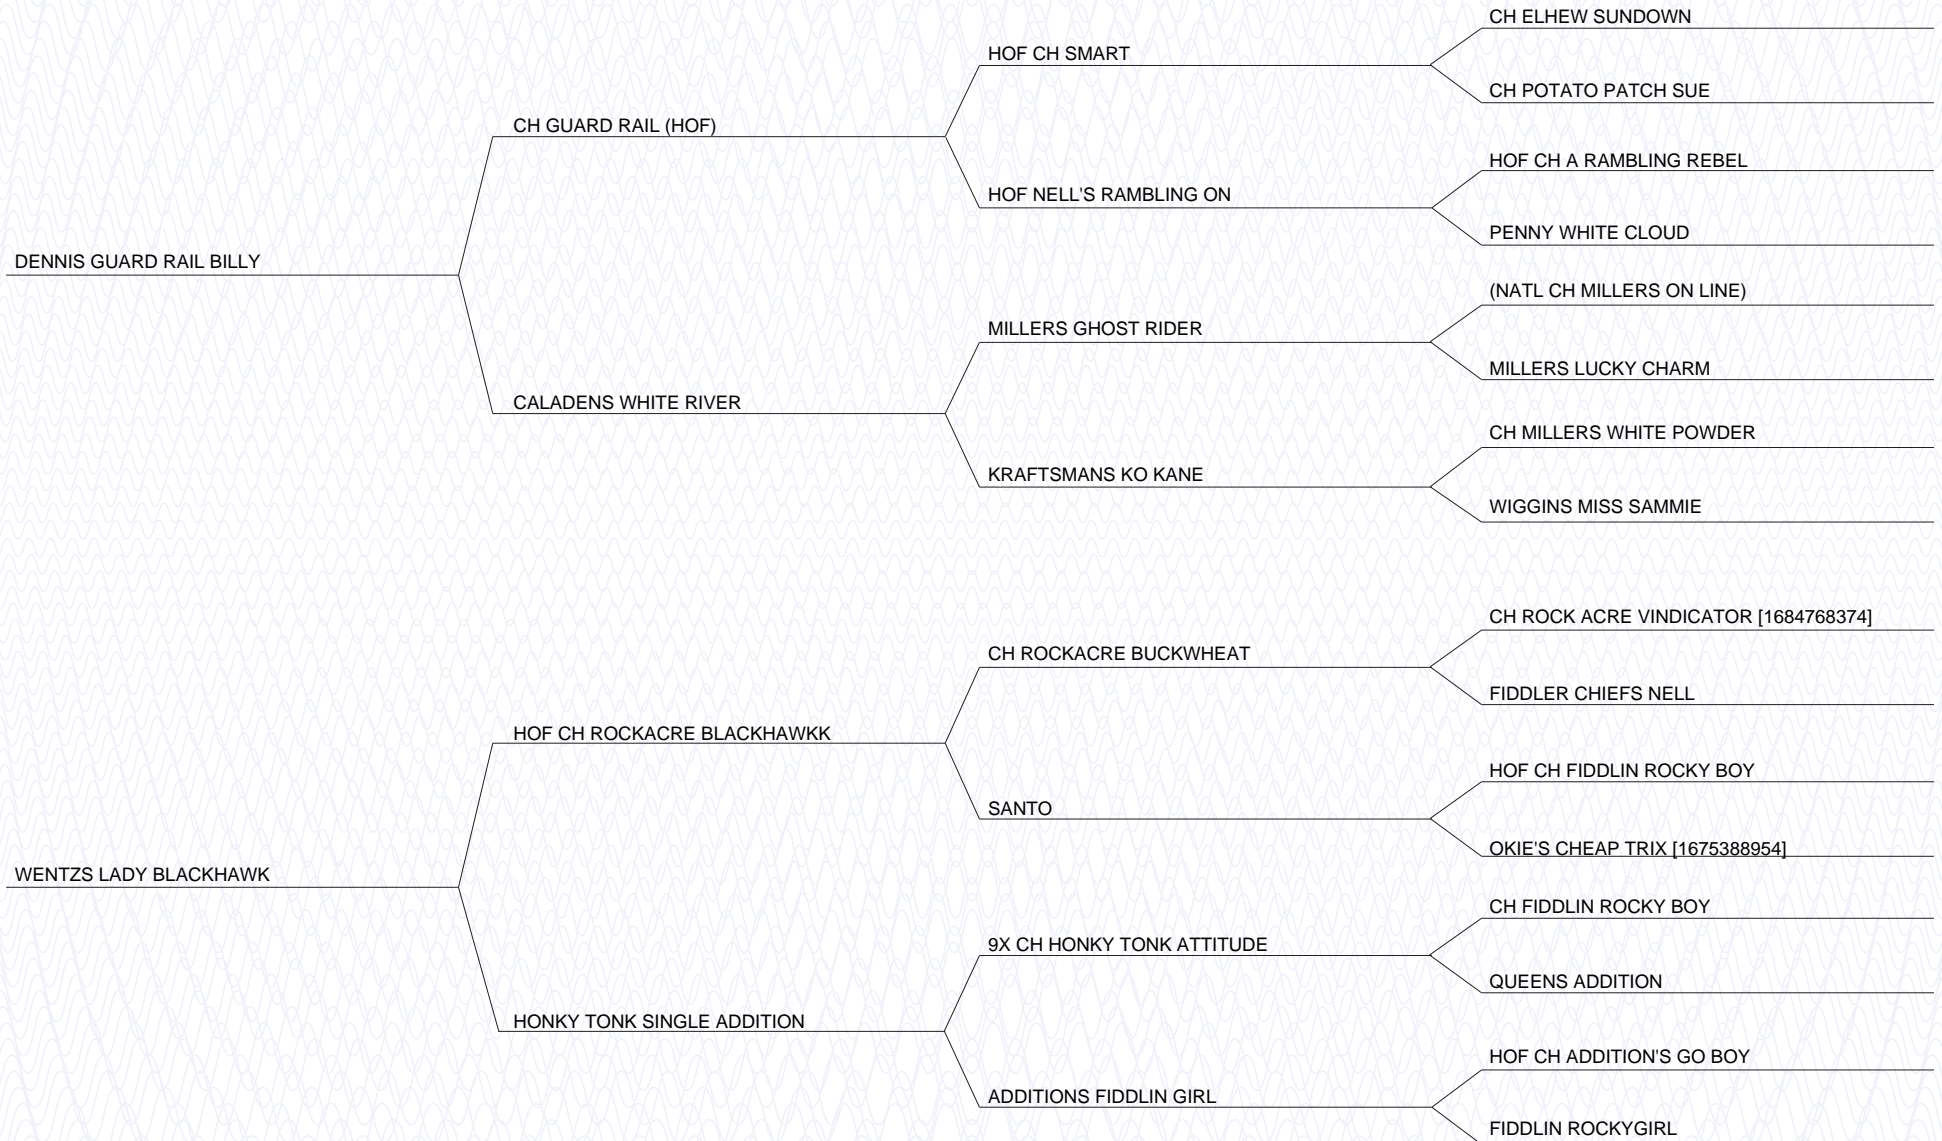 CH ELHEW SUNDOWN
HOF CH SMART
CH POTATO PATCH SUE
CH GUARD RAIL (HOF)
HOF CH A RAMBLING REBEL
HOF NELL'S RAMBLING ON
PENNY WHITE CLOUD
DENNIS GUARD RAIL BILLY
(NATL CH MILLERS ON LINE)
MILLERS GHOST RIDER
MILLERS LUCKY CHARM
CALADENS WHITE RIVER
CH MILLERS WHITE POWDER
KRAFTSMANS KO KANE
WIGGINS MISS SAMMIE
CH ROCK ACRE VINDICATOR [1684768374]
CH ROCKACRE BUCKWHEAT
FIDDLER CHIEFS NELL
HOF CH ROCKACRE BLACKHAWKK
HOF CH FIDDLIN ROCKY BOY
SANTO
OKIE'S CHEAP TRIX [1675388954]
WENTZS LADY BLACKHAWK
CH FIDDLIN ROCKY BOY
9X CH HONKY TONK ATTITUDE
QUEENS ADDITION
HONKY TONK SINGLE ADDITION
HOF CH ADDITION'S GO BOY
ADDITIONS FIDDLIN GIRL
FIDDLIN ROCKYGIRL